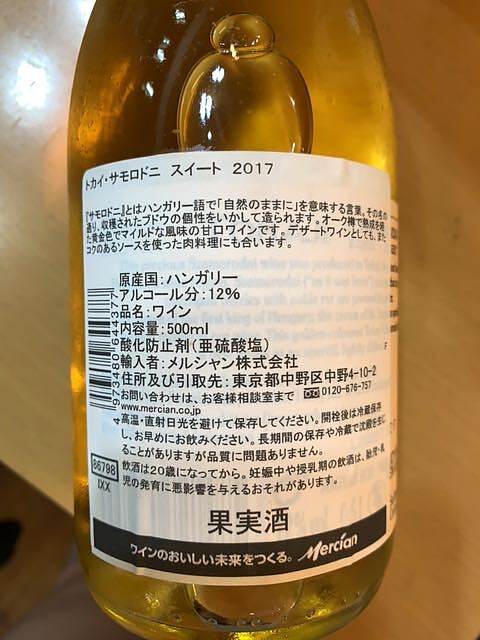 トカイ・サモロドニ スイート 2017
『サモロドニ』とはハンガリー語で「自然のままに」を意味する言葉。その名の
通り、収穫されたブドウの個性をいかして造られます。オーク樽で熟成を経
た黄金色でマイルドな風味の甘口ワインです。デザートワインとしても、また
コクのあるソースを使った肉料理にも合います。
原産国:ハンガリー
アルコール分:12%
品名:ワイン
内容量:500ml
酸化防止剤(亜硫酸塩)
輸入者:メルシャン株式会社
住所及び引取先:東京都中野区中野4-10-2
お問い合わせは、お客様相談室まで 0120-676-757
www.mercian.co.jp
高温・直射日光を避けて保存してください。開栓後は冷蔵保存
し、お早めにお飲みください。長期間の保存や冷蔵で沈殿を生じ
ることがありますが品質に問題ありません。
飲酒は20歳になってから。妊娠中や授乳期の飲酒は、胎児・乳
児の発育に悪影響を与えるおそれがあります。
4 973480 644377
86798
IXX
果実酒
ワインのおいしい未来をつくる。 Mercian